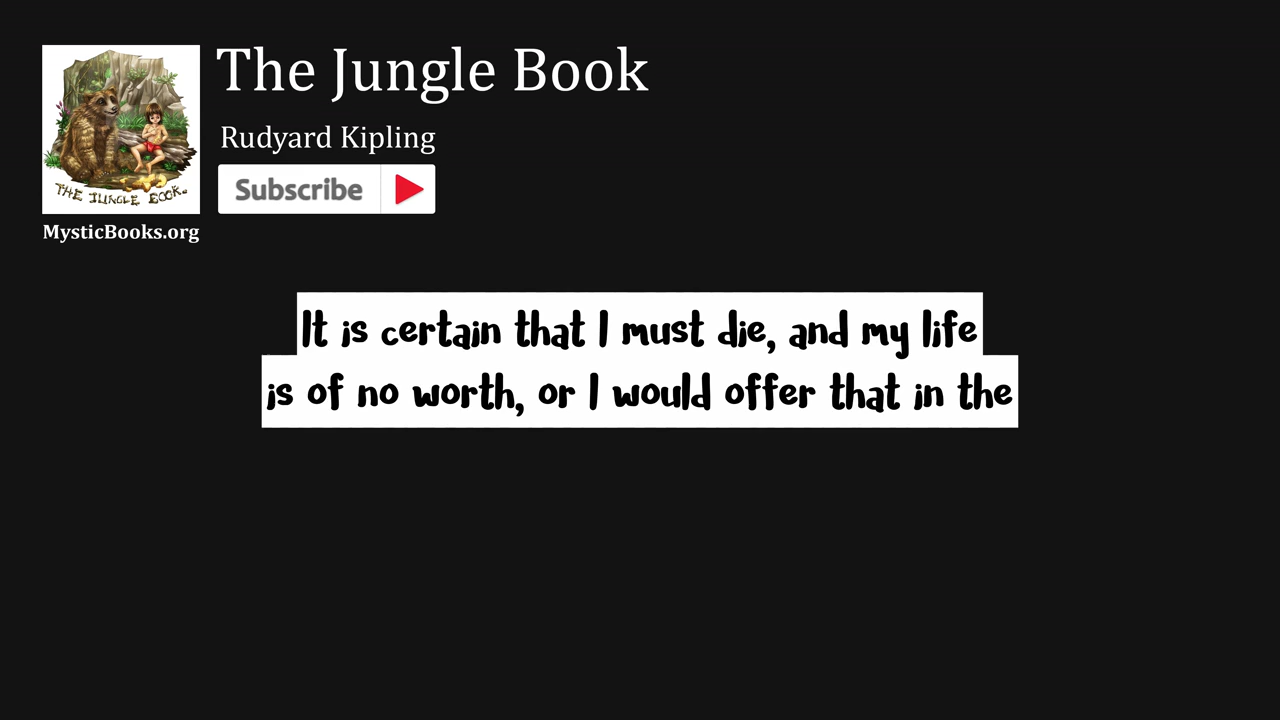 The Jungle Book
Rudyard Kipling
Subscribe
THE JUNGLE BOOK.
MysticBooks.org
It is certain that I must die, and my life
is of no worth, or I would offer that in the